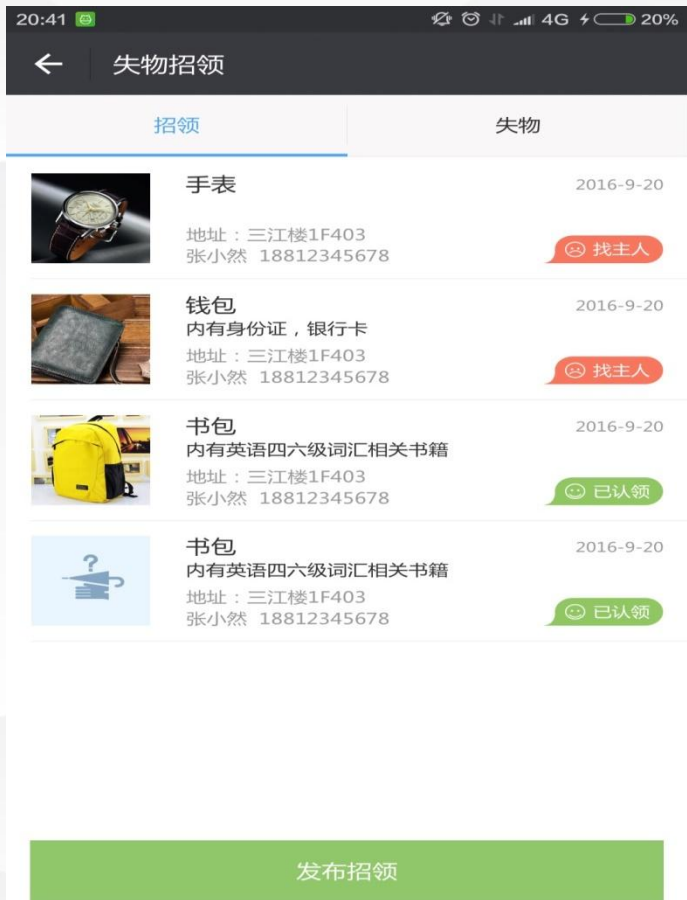 20:41 4G 20%
失物招领
招领 失物
手表 2016-9-20
地址：三江楼1F403
张小然 18812345678 找主人
钱包 2016-9-20
内有身份证，银行卡
地址：三江楼1F403
张小然 18812345678 找主人
书包 2016-9-20
内有英语四六级词汇相关书籍
地址：三江楼1F403
张小然 18812345678 已认领
书包 2016-9-20
内有英语四六级词汇相关书籍
地址：三江楼1F403
张小然 18812345678 已认领
发布招领